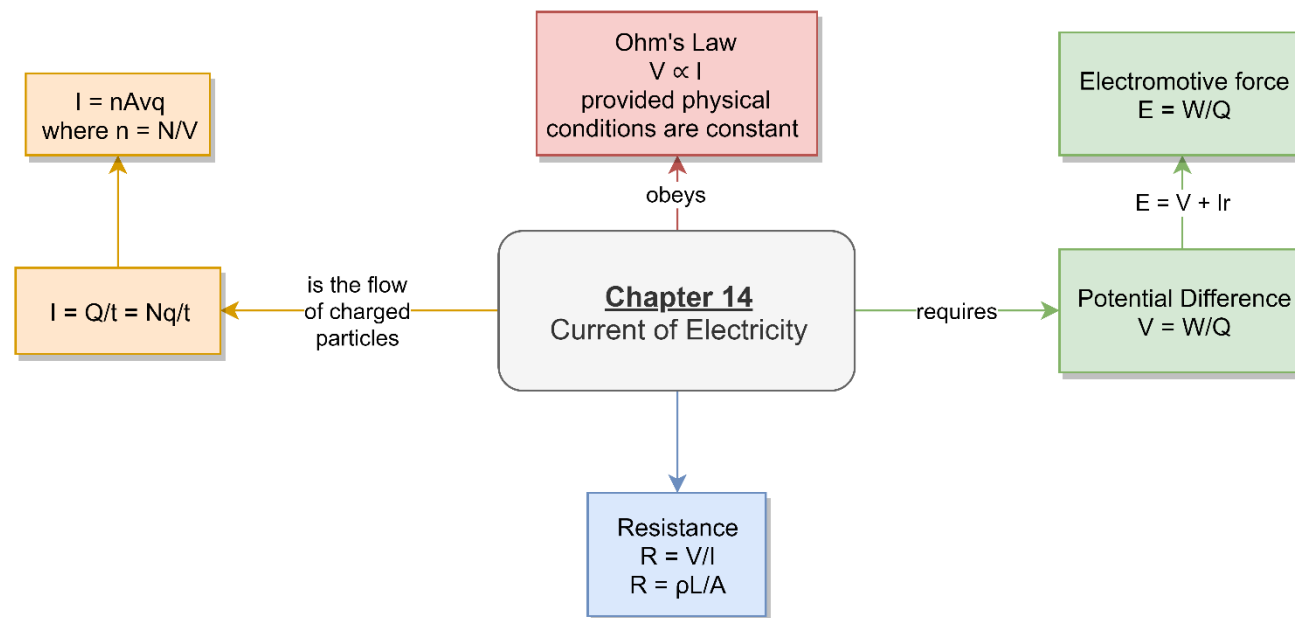 Ohm's Law
V ∝ I
provided physical
conditions are constant
I = nAvq
where n = N/V
Electromotive force
E = W/Q
obeys
E = V + Ir
is the flow
of charged
particles
I = Q/t = Nq/t
Chapter 14
Current of Electricity
requires
Potential Difference
V = W/Q
Resistance
R = V/I
R = ρL/A